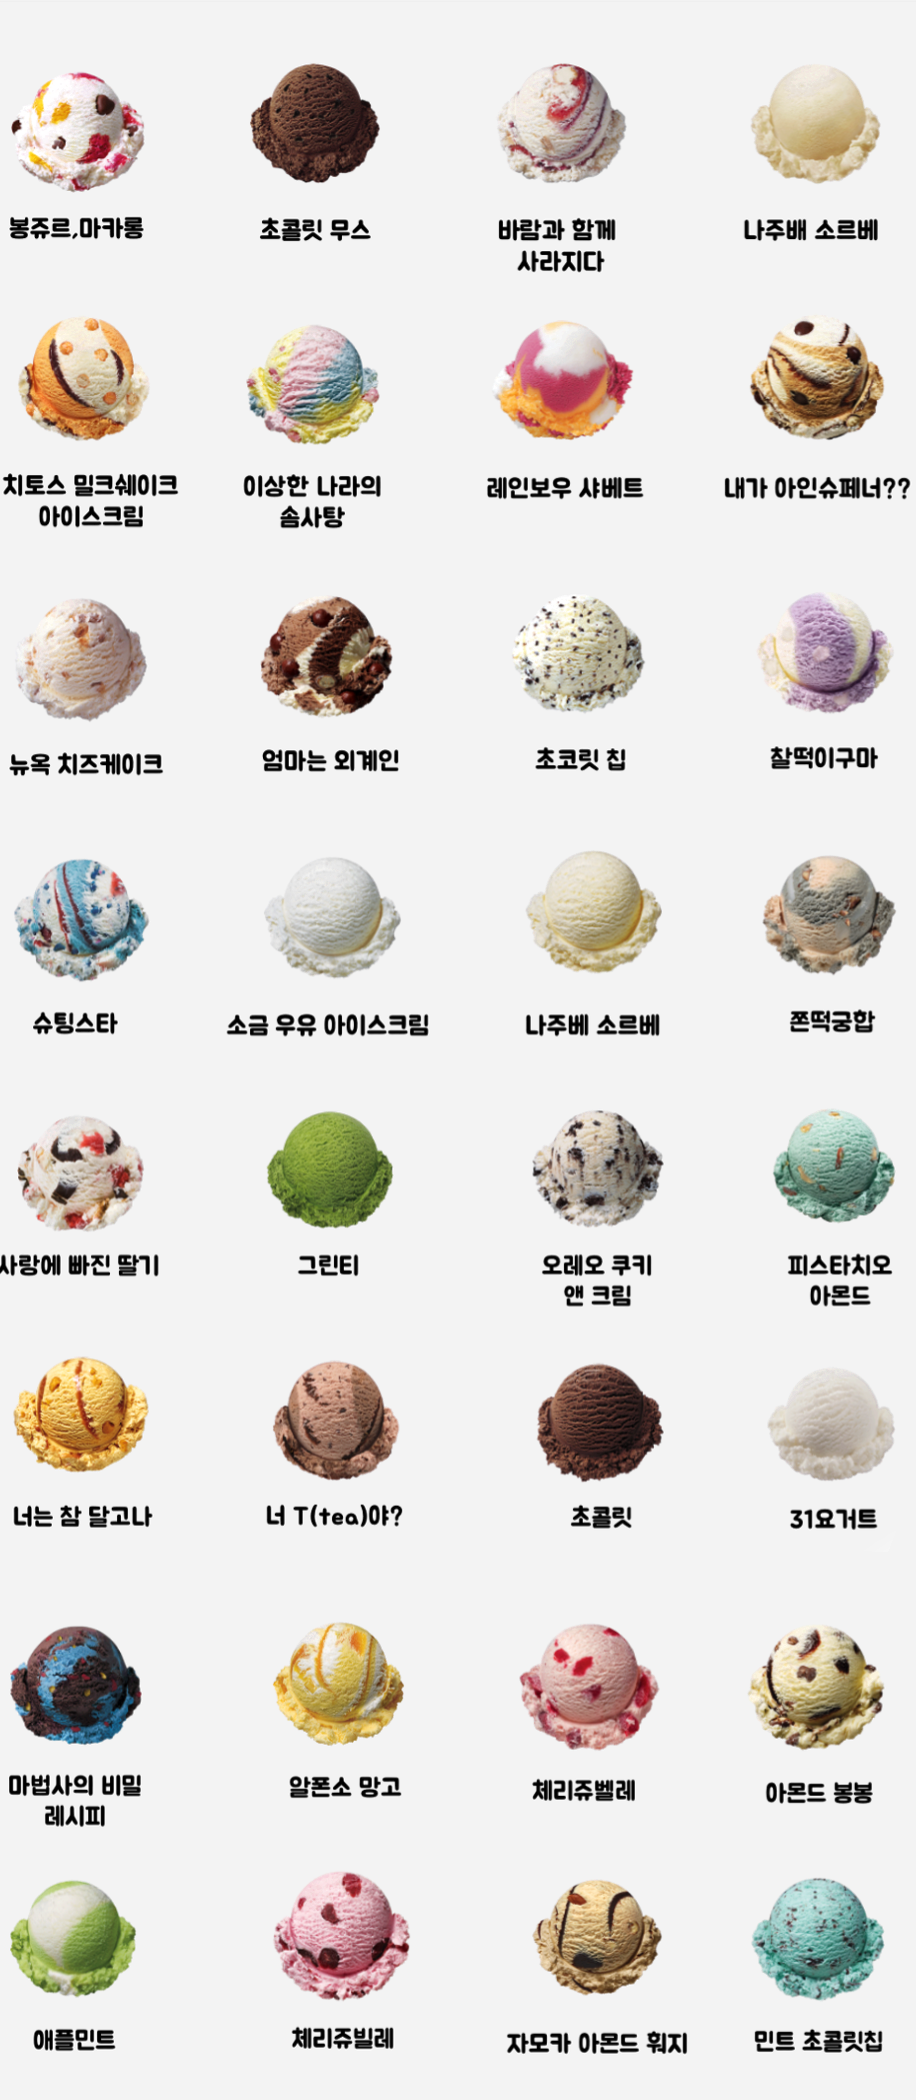 봉쥬르,마카롱
초콜릿 무스
바람과 함께
사라지다
나주배 소르베
치토스 밀크쉐이크
아이스크림
이상한 나라의
솜사탕
레인보우 샤베트
내가 아인슈페너??
뉴욕 치즈케이크
엄마는 외계인
초코릿 칩
찰떡이구마
슈팅스타
소금 우유 아이스크림
나주베 소르베
쫀떡궁합
사랑에 빠진 딸기
그린티
오레오 쿠키
앤 크림
피스타치오
아몬드
너는 참 달고나
너 T(tea)야?
초콜릿
31요거트
마법사의 비밀
레시피
알폰소 망고
체리쥬벨레
아몬드 봉봉
애플민트
체리쥬빌레
자모카 아몬드 훠지
민트 초콜릿칩